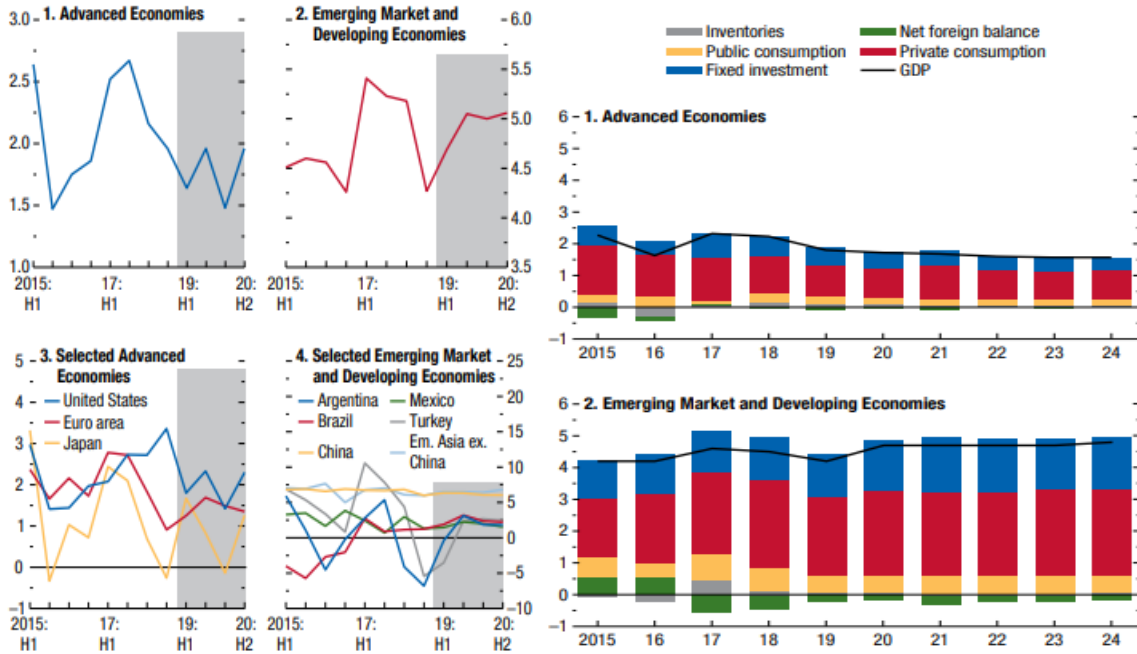 1. Advanced Economies
3.0
2.5
2.0
1.5
1.0
2015:
H1
17:
H1
19:
H1
20:
H2
2. Emerging Market and
Developing Economies
6.0
5.5
5.0
4.5
4.0
3.5
2015:
H1
17:
H1
19:
H1
20:
H2
3. Selected Advanced
Economies
United States
Euro area
Japan
5
4
3
2
1
0
–1
2015:
H1
17:
H1
19:
H1
20:
H2
4. Selected Emerging Market
and Developing Economies
Argentina
Mexico
Brazil
Turkey
China
Em. Asia ex.
China
25
20
15
10
5
0
–5
–10
2015:
H1
17:
H1
19:
H1
20:
H2
Inventories
Net foreign balance
Public consumption
Private consumption
Fixed investment
GDP
1. Advanced Economies
6
5
4
3
2
1
0
–1
2015 16 17 18 19 20 21 22 23 24
2. Emerging Market and Developing Economies
6
5
4
3
2
1
0
–1
2015 16 17 18 19 20 21 22 23 24